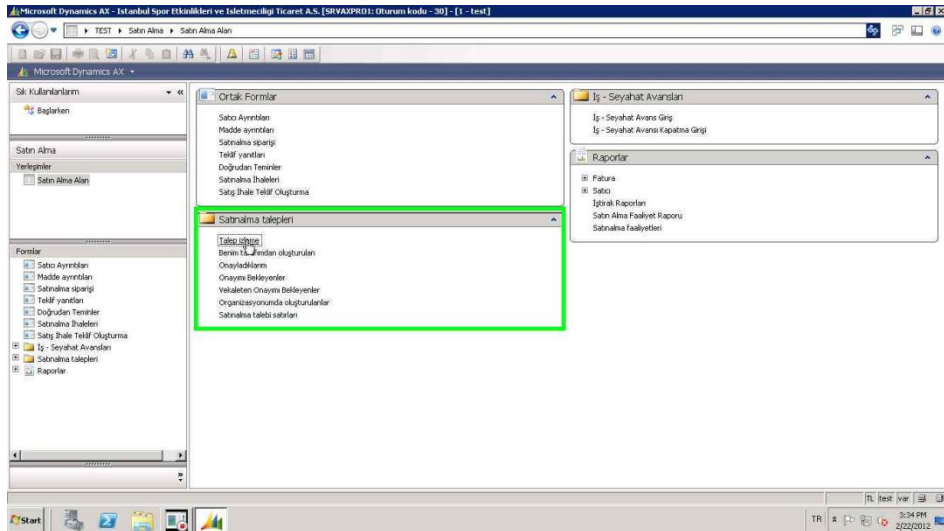 Microsoft Dynamics AX - Istanbul Spor Etkinlikleri ve Isletmeciligi Ticaret A.S. [SRVAXPRO1: Oturum kodu - 30] - [1 - test]
TEST Satın Alma Satın Alma Alan
Microsoft Dynamics AX
Sık Kullanılanlarım
Başlarken
Satın Alma
Yerleşimler
Satın Alma Alan
Formlar
Satıcı Ayrıntıları
Madde ayrıntıları
Satınalma siparişi
Teklif yanıtları
Doğrudan Teminler
Satınalma İhaleleri
Satış İhale Teklif Oluşturma
İş - Seyahat Avansları
Satınalma talepleri
Raporlar
Ortak Formlar
Satıcı Ayrıntıları
Madde ayrıntıları
Satınalma siparişi
Teklif yanıtları
Doğrudan Teminler
Satınalma İhaleleri
Satış İhale Teklif Oluşturma
Satınalma talepleri
Talep izleme
Benim oluşturulan
Onayladıklarım
Onayımı Bekleyenler
Vekaleten Onayımı Bekleyenler
Organizasyonumda oluşturulanlar
Satınalma talebi satırları
İş - Seyahat Avansları
İş - Seyahat Avans Giriş
İş - Seyahat Avansı Kapatma Girişi
Raporlar
Fatura
Satıcı
İştirak Raporları
Satın Alma Faaliyet Raporu
Satınalma faaliyetleri
TL test var
Start
TR
3:34 PM
2/22/2012